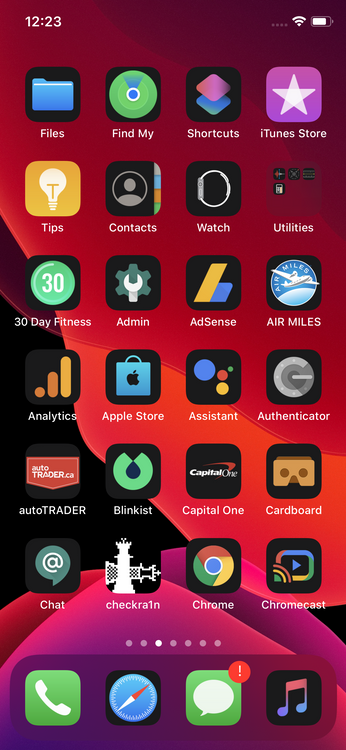 12:23
Files
Find My
Shortcuts
iTunes Store
Tips
Contacts
Watch
Utilities
30
AIR MILES
30 Day Fitness
Admin
AdSense
AIR MILES
Analytics
Apple Store
Assistant
Authenticator
auto
TRADER.ca
Capital One
autoTRADER
Blinkist
Capital One
Cardboard
@
Chat
checkra1n
Chrome
Chromecast
!